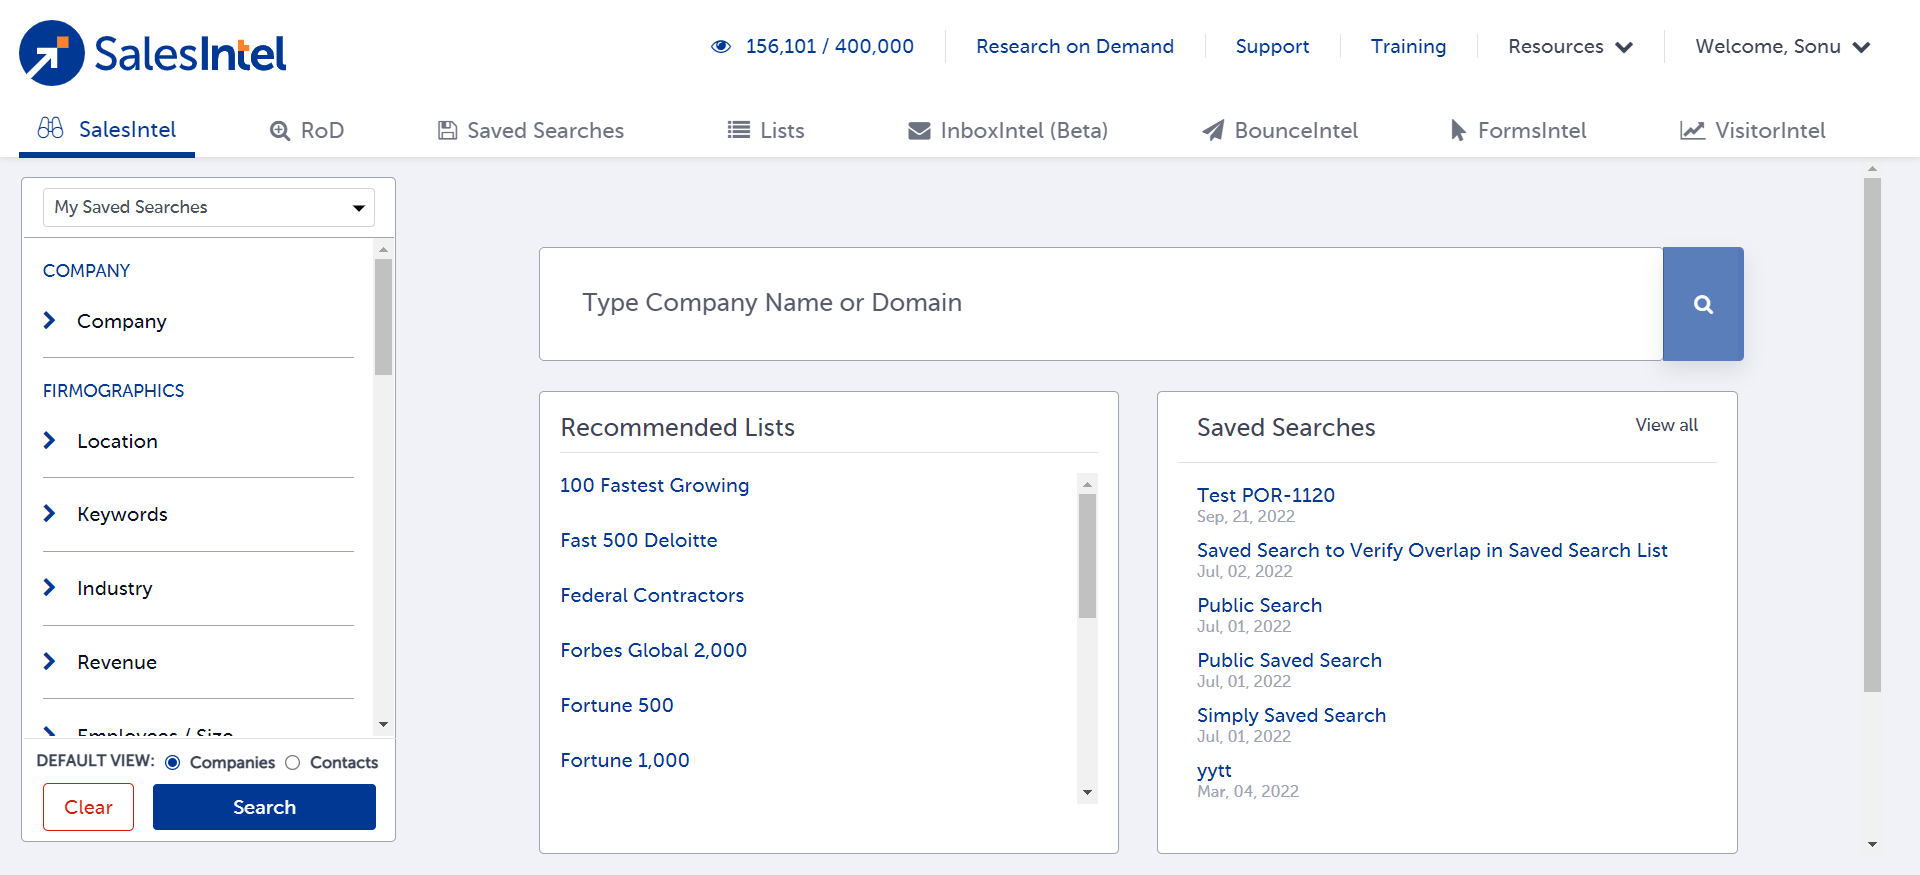 SalesIntel
156,101 / 400,000
Research on Demand
Support
Training
Resources
Welcome, Sonu
SalesIntel
RoD
Saved Searches
Lists
InboxIntel (Beta)
BounceIntel
FormsIntel
VisitorIntel
My Saved Searches
COMPANY
Company
FIRMOGRAPHICS
Location
Keywords
Industry
Revenue
Employees / Size
DEFAULT VIEW: Companies Contacts
Clear
Search
Type Company Name or Domain
Recommended Lists
100 Fastest Growing
Fast 500 Deloitte
Federal Contractors
Forbes Global 2,000
Fortune 500
Fortune 1,000
Saved Searches
View all
Test POR-1120
Sep, 21, 2022
Saved Search to Verify Overlap in Saved Search List
Jul, 02, 2022
Public Search
Jul, 01, 2022
Public Saved Search
Jul, 01, 2022
Simply Saved Search
Jul, 01, 2022
yytt
Mar, 04, 2022